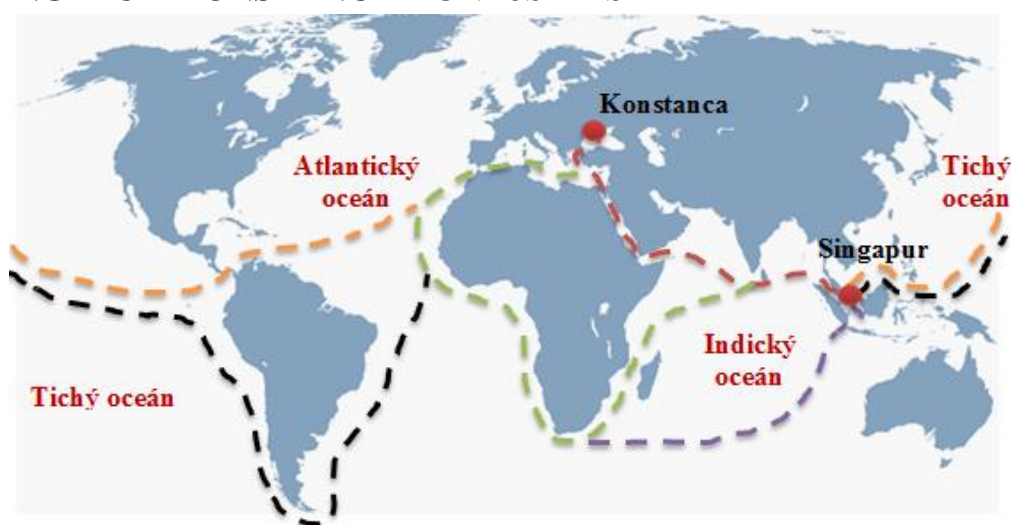 Konstanca
Atlantický
oceán
Tichý
oceán
Singapur
Indický
oceán
Tichý oceán